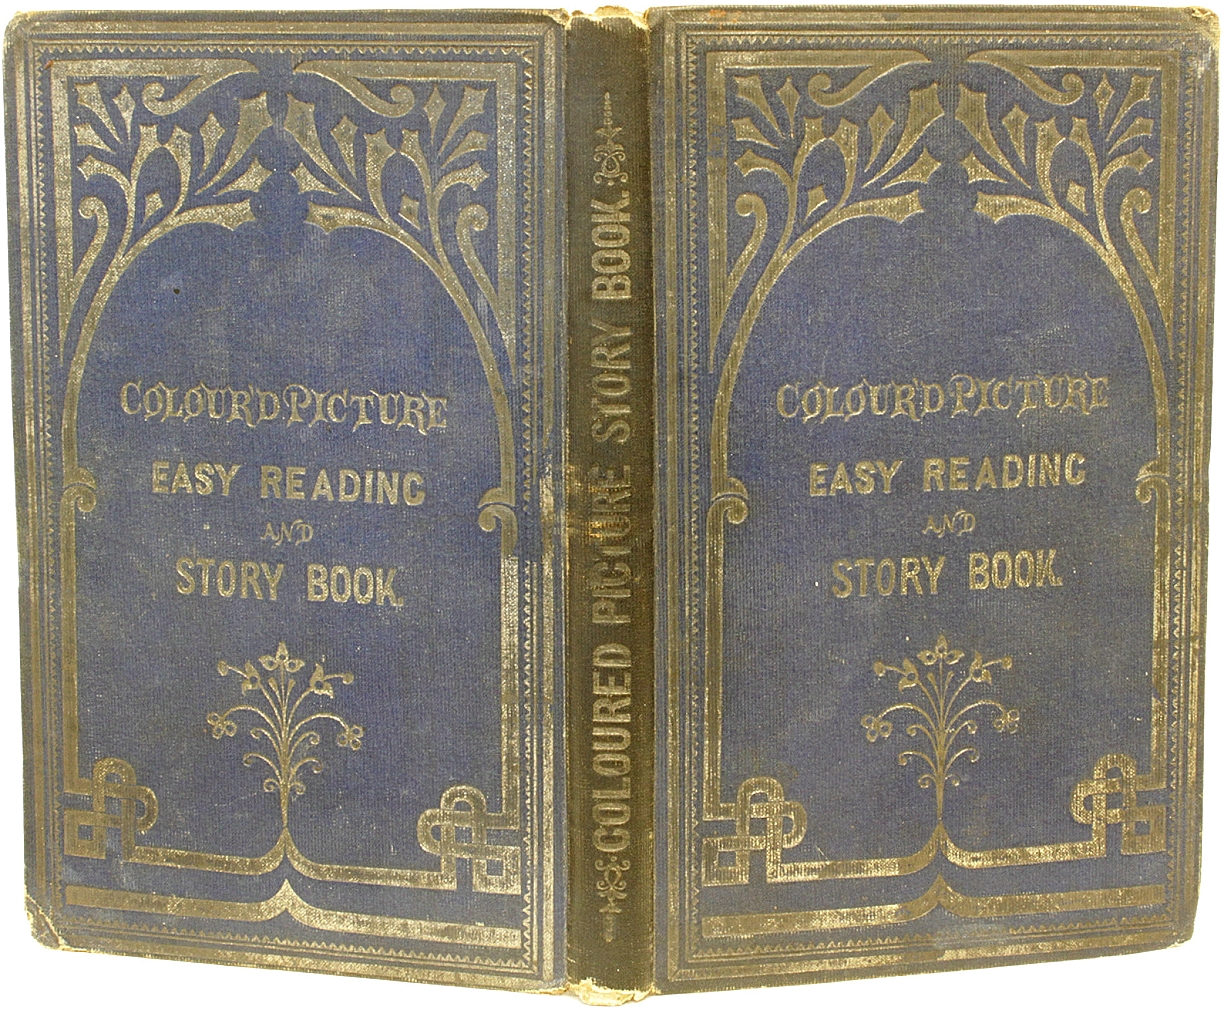 COLOUR'D PICTURE
EASY READING
AND
STORY BOOK.
COLOURED PICTURE STORY BOOK.
COLOUR'D PICTURE
EASY READING
AND
STORY BOOK.